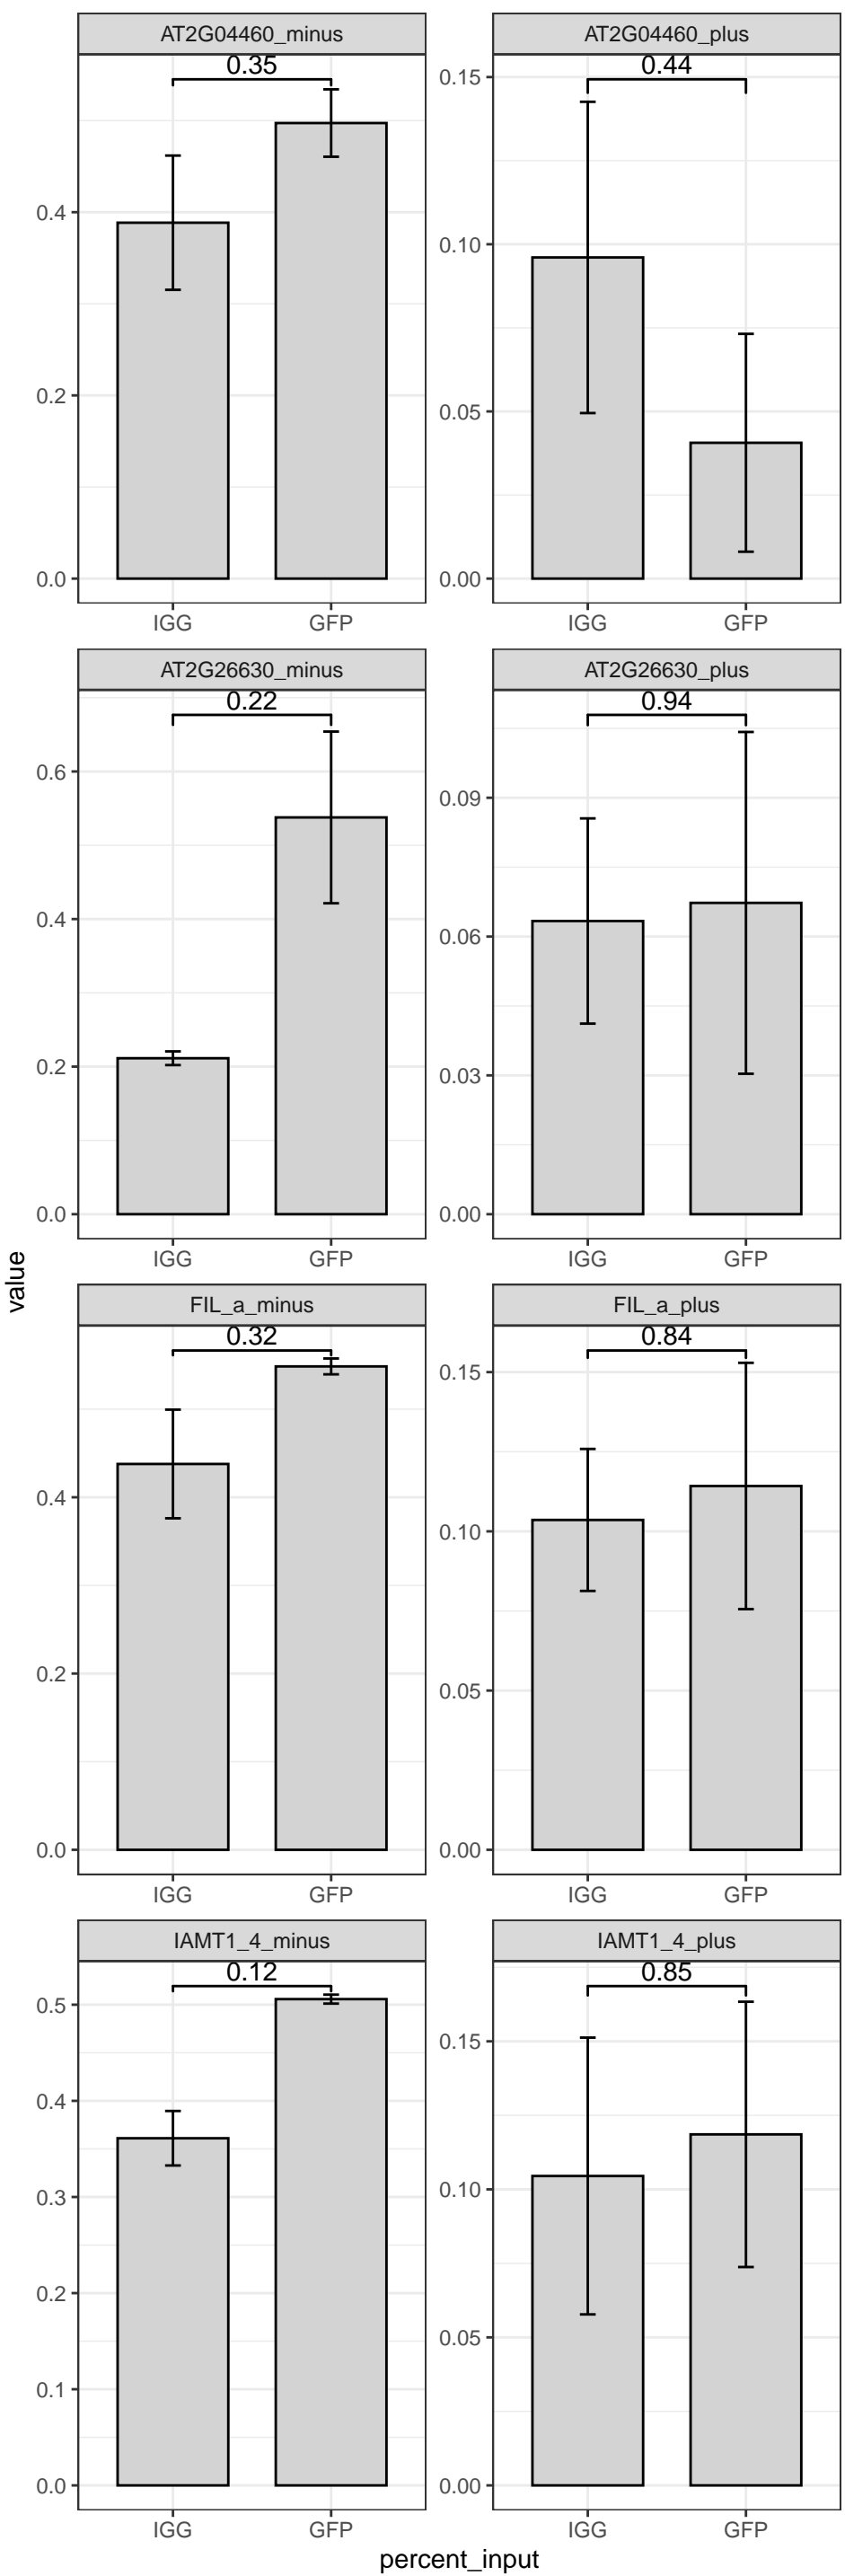 AT2G04460_minus
AT2G04460_plus
0.35
0.44
0.4
0.2
0.0
0.15
0.10
0.05
0.00
IGG
GFP
IGG
GFP
AT2G26630_minus
AT2G26630_plus
0.22
0.94
0.6
0.4
0.2
0.0
0.09
0.06
0.03
0.00
IGG
GFP
IGG
GFP
value
FIL_a_minus
FIL_a_plus
0.32
0.84
0.4
0.2
0.0
0.15
0.10
0.05
0.00
IGG
GFP
IGG
GFP
IAMT1_4_minus
IAMT1_4_plus
0.12
0.85
0.5
0.4
0.3
0.2
0.1
0.0
0.15
0.10
0.05
0.00
IGG
GFP
IGG
GFP
percent_input